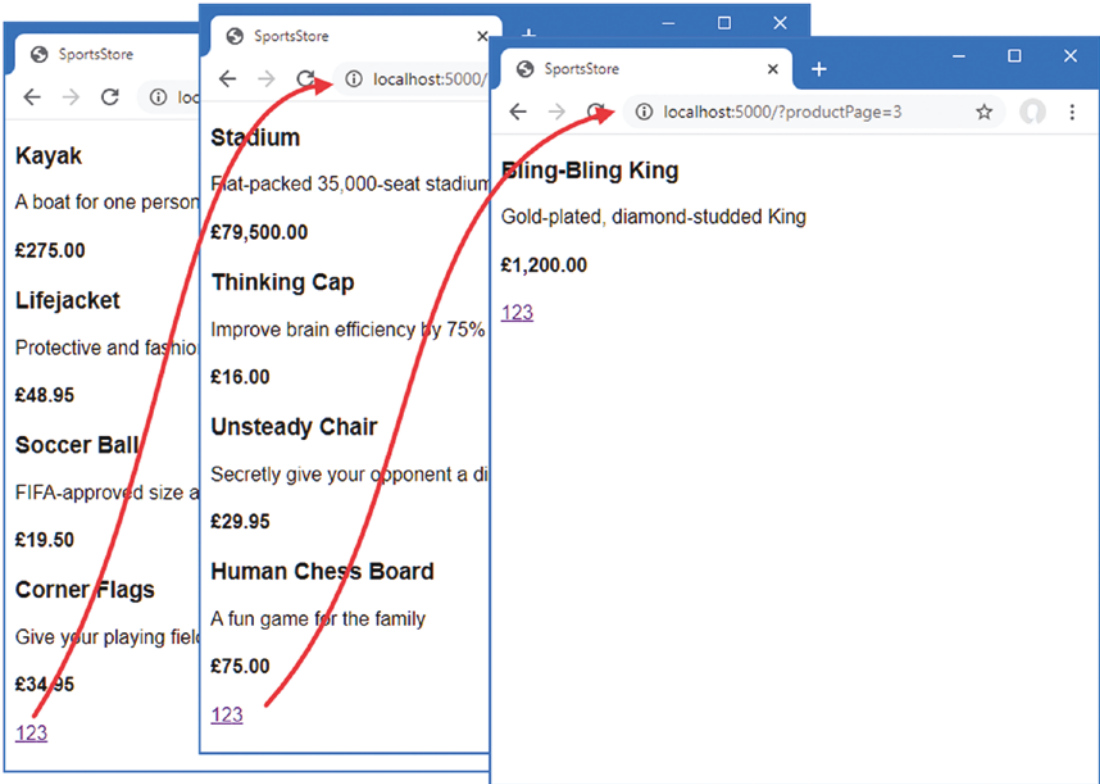 SportsStore
loc
Kayak
A boat for one person
£275.00
Lifejacket
Protective and fashio
£48.95
Soccer Ball
FIFA-approved size a
£19.50
Corner Flags
Give your playing field
£34.95
123
SportsStore
localhost:5000/
Stadium
Flat-packed 35,000-seat stadium
£79,500.00
Thinking Cap
Improve brain efficiency by 75%
£16.00
Unsteady Chair
Secretly give your opponent a di
£29.95
Human Chess Board
A fun game for the family
£75.00
123
SportsStore
localhost:5000/?productPage=3
Bling-Bling King
Gold-plated, diamond-studded King
£1,200.00
123